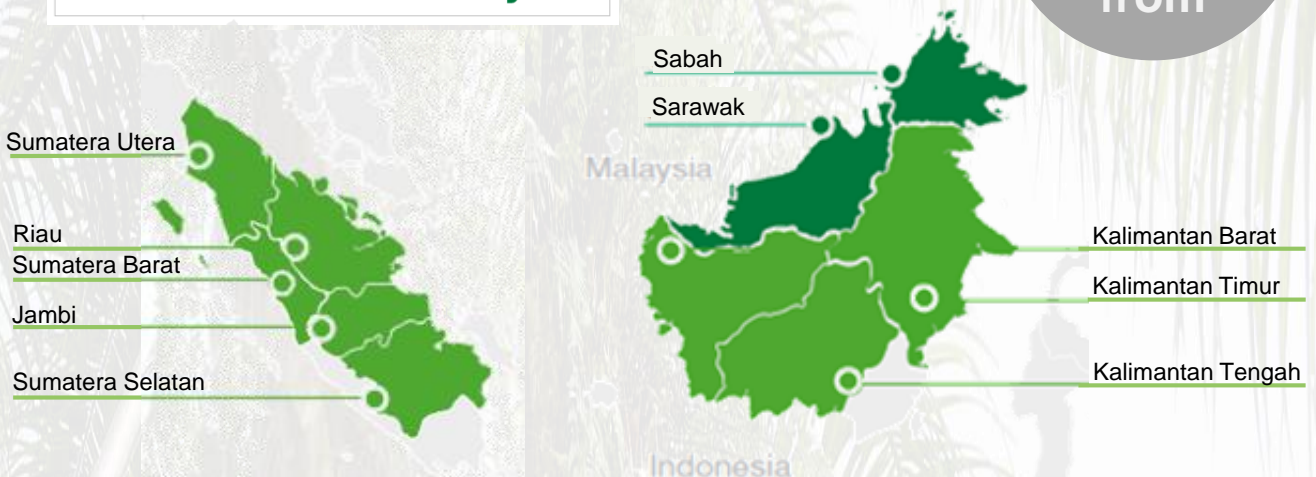 from
Sabah
Sarawak
Malaysia
Sumatera Utera
Riau
Sumatera Barat
Jambi
Sumatera Selatan
Kalimantan Barat
Kalimantan Timur
Kalimantan Tengah
Indonesia